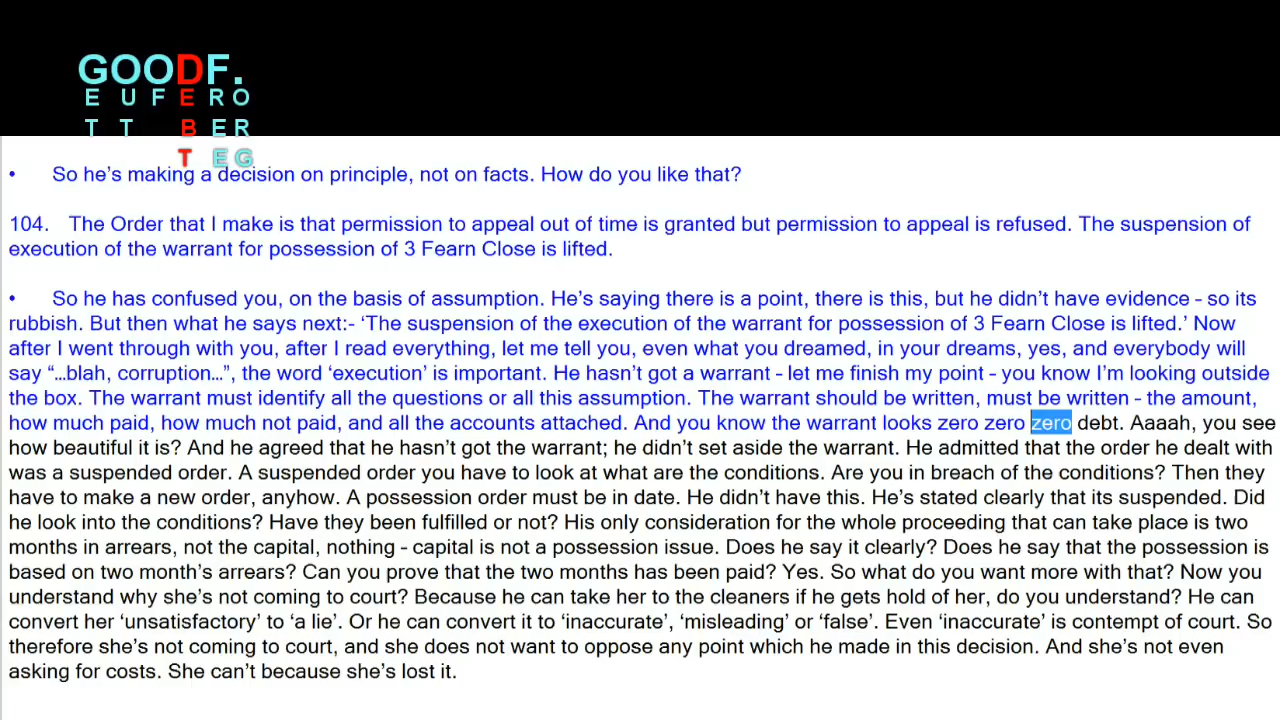 GOODF.
E U F E R O
T T B E R
T E G
• So he's making a decision on principle, not on facts. How do you like that?
104. The Order that I make is that permission to appeal out of time is granted but permission to appeal is refused. The suspension of
execution of the warrant for possession of 3 Fearn Close is lifted.
• So he has confused you, on the basis of assumption. He's saying there is a point, there is this, but he didn't have evidence - so its
rubbish. But then what he says next:- ‘The suspension of the execution of the warrant for possession of 3 Fearn Close is lifted.’ Now
after I went through with you, after I read everything, let me tell you, even what you dreamed, in your dreams, yes, and everybody will
say “…blah, corruption…”, the word ‘execution’ is important. He hasn’t got a warrant - let me finish my point - you know I’m looking outside
the box. The warrant must identify all the questions or all this assumption. The warrant should be written, must be written - the amount,
how much paid, how much not paid, and all the accounts attached. And you know the warrant looks zero zero zero debt. Aaaah, you see
how beautiful it is? And he agreed that he hasn’t got the warrant; he didn’t set aside the warrant. He admitted that the order he dealt with
was a suspended order. A suspended order you have to look at what are the conditions. Are you in breach of the conditions? Then they
have to make a new order, anyhow. A possession order must be in date. He didn’t have this. He’s stated clearly that its suspended. Did
he look into the conditions? Have they been fulfilled or not? His only consideration for the whole proceeding that can take place is two
months in arrears, not the capital, nothing - capital is not a possession issue. Does he say it clearly? Does he say that the possession is
based on two month’s arrears? Can you prove that the two months has been paid? Yes. So what do you want more with that? Now you
understand why she’s not coming to court? Because he can take her to the cleaners if he gets hold of her, do you understand? He can
convert her ‘unsatisfactory’ to ‘a lie’. Or he can convert it to ‘inaccurate’, ‘misleading’ or ‘false’. Even ‘inaccurate’ is contempt of court. So
therefore she’s not coming to court, and she does not want to oppose any point which he made in this decision. And she’s not even
asking for costs. She can’t because she’s lost it.